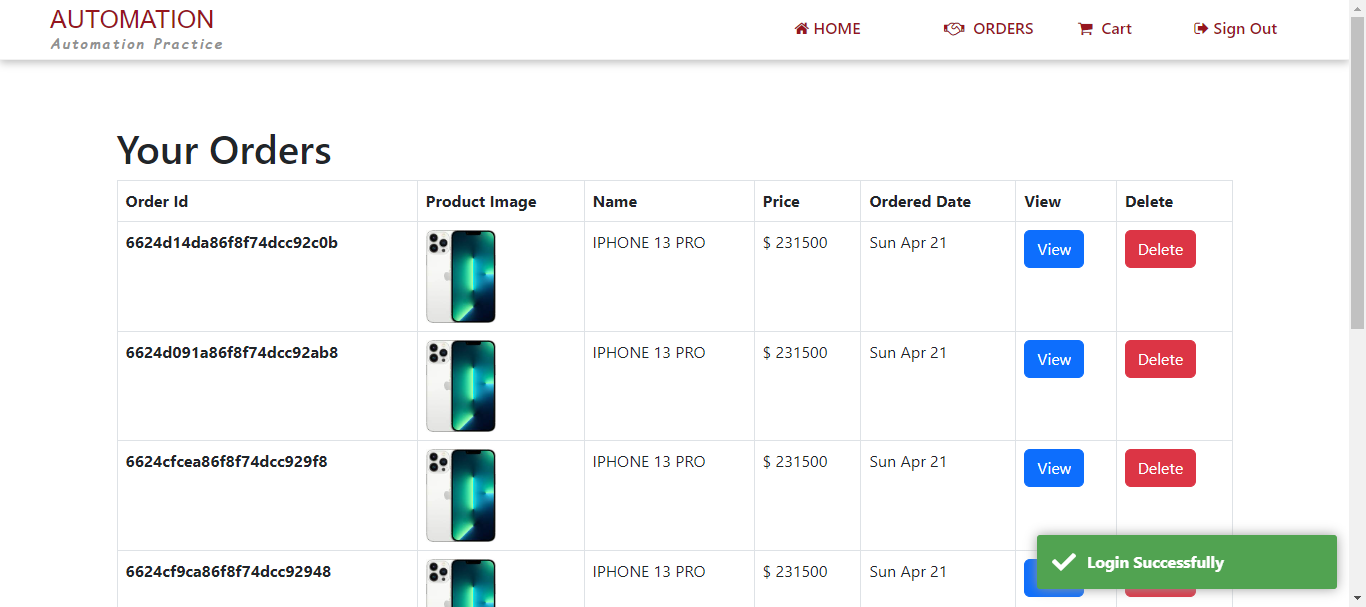 AUTOMATION
Automation Practice
HOME
ORDERS
Cart
Sign Out
Your Orders
Order Id Product Image Name Price Ordered Date View Delete
6624d14da86f8f74dcc92c0b IPHONE 13 PRO $ 231500 Sun Apr 21 View Delete
6624d091a86f8f74dcc92ab8 IPHONE 13 PRO $ 231500 Sun Apr 21 View Delete
6624cfcea86f8f74dcc929f8 IPHONE 13 PRO $ 231500 Sun Apr 21 View Delete
6624cf9ca86f8f74dcc92948 IPHONE 13 PRO $ 231500 Sun Apr 21
Login Successfully